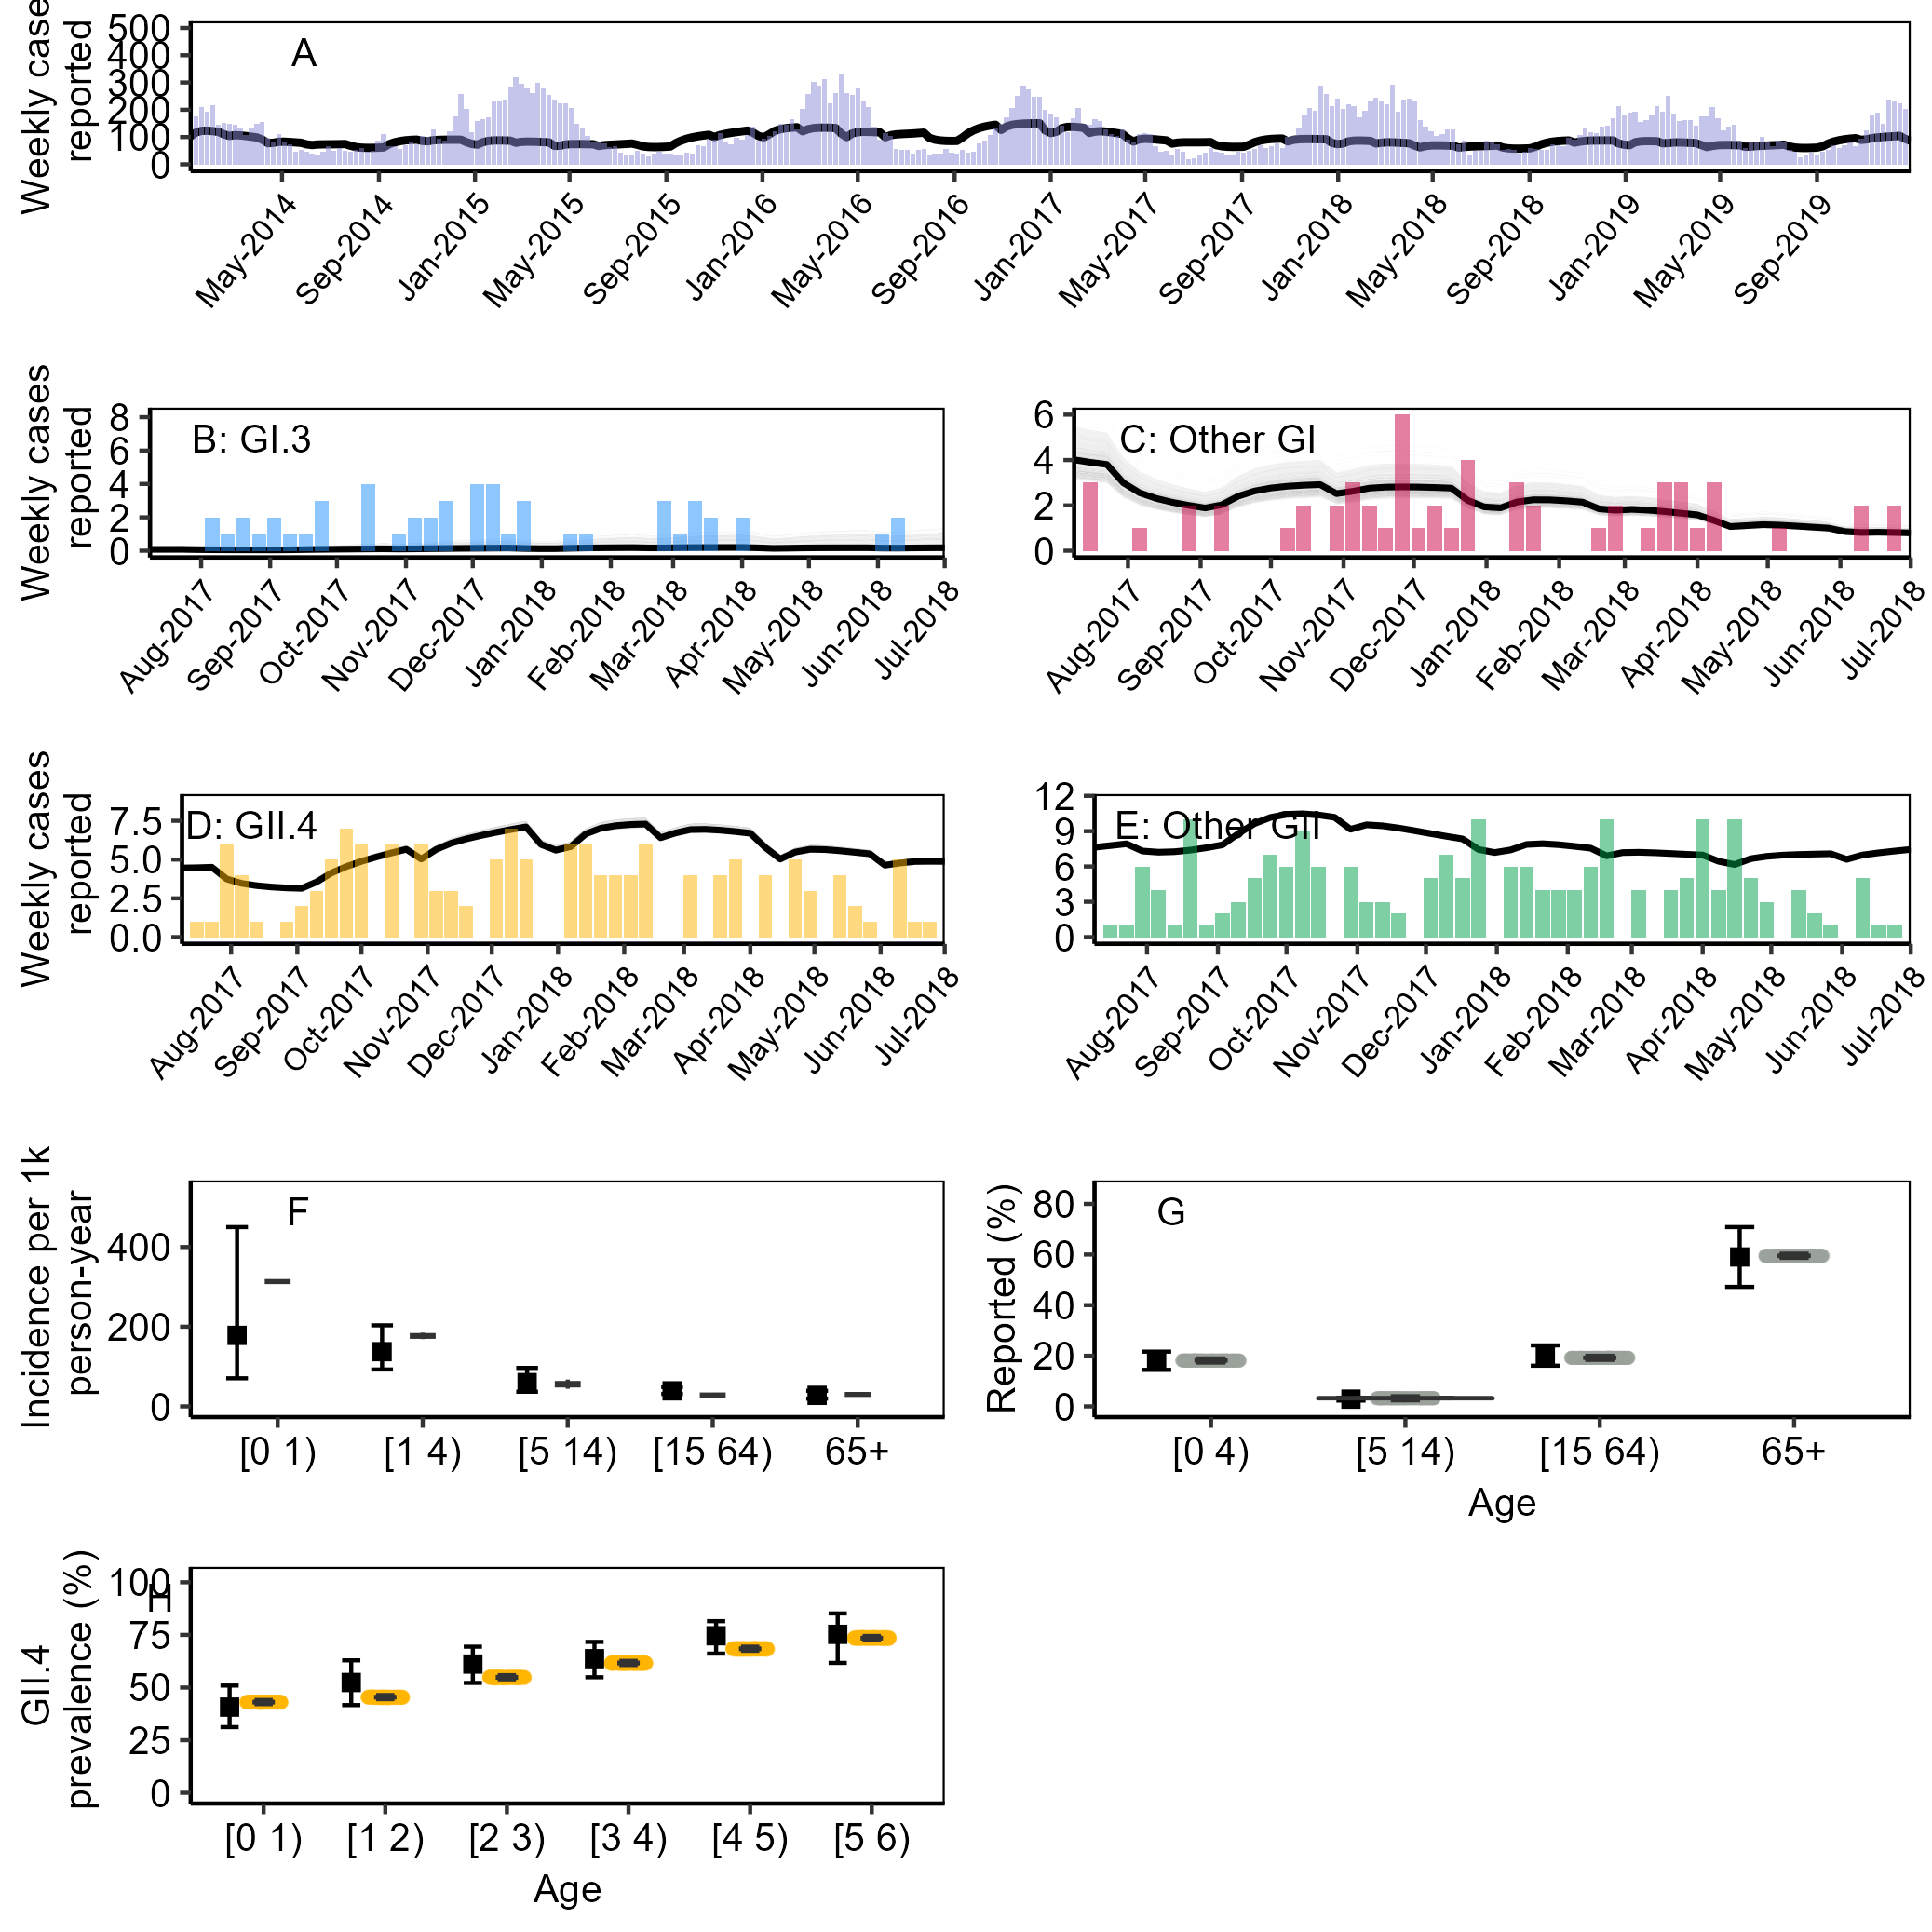 Weekly case
reported
500
400
300
200
100
0
A
May-2014
Sep-2014
Jan-2015
May-2015
Sep-2015
Jan-2016
May-2016
Sep-2016
Jan-2017
May-2017
Sep-2017
Jan-2018
May-2018
Sep-2018
Jan-2019
May-2019
Sep-2019
Weekly cases
reported
8
6
4
2
0
B: GI.3
Aug-2017
Sep-2017
Oct-2017
Nov-2017
Dec-2017
Jan-2018
Feb-2018
Mar-2018
Apr-2018
May-2018
Jun-2018
Jul-2018
6
4
2
0
C: Other GI
Aug-2017
Sep-2017
Oct-2017
Nov-2017
Dec-2017
Jan-2018
Feb-2018
Mar-2018
Apr-2018
May-2018
Jun-2018
Jul-2018
Weekly cases
reported
7.5
5.0
2.5
0.0
D: GII.4
Aug-2017
Sep-2017
Oct-2017
Nov-2017
Dec-2017
Jan-2018
Feb-2018
Mar-2018
Apr-2018
May-2018
Jun-2018
Jul-2018
12
9
6
3
0
E: Other GII
Aug-2017
Sep-2017
Oct-2017
Nov-2017
Dec-2017
Jan-2018
Feb-2018
Mar-2018
Apr-2018
May-2018
Jun-2018
Jul-2018
Incidence per 1k
person-year
400
200
0
F
[0 1)
[1 4)
[5 14)
[15 64)
65+
Reported (%)
80
60
40
20
0
G
[0 4)
[5 14)
[15 64)
65+
Age
GII.4
prevalence (%)
100
75
50
25
0
H
[0 1)
[1 2)
[2 3)
[3 4)
[4 5)
[5 6)
Age